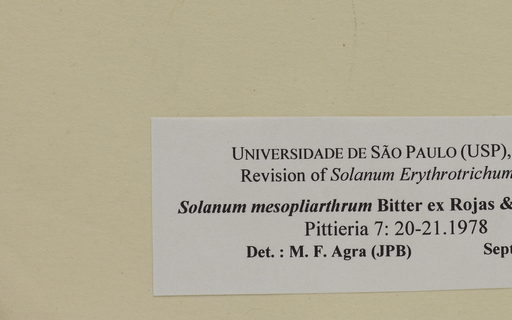 UNIVERSIDADE DE SÃO PAULO (USP),
Revision of Solanum Erythrotrichum
Solanum mesopliarthrum Bitter ex Rojas &
Pittieria 7: 20-21.1978
Det. : M. F. Agra (JPB) Sept